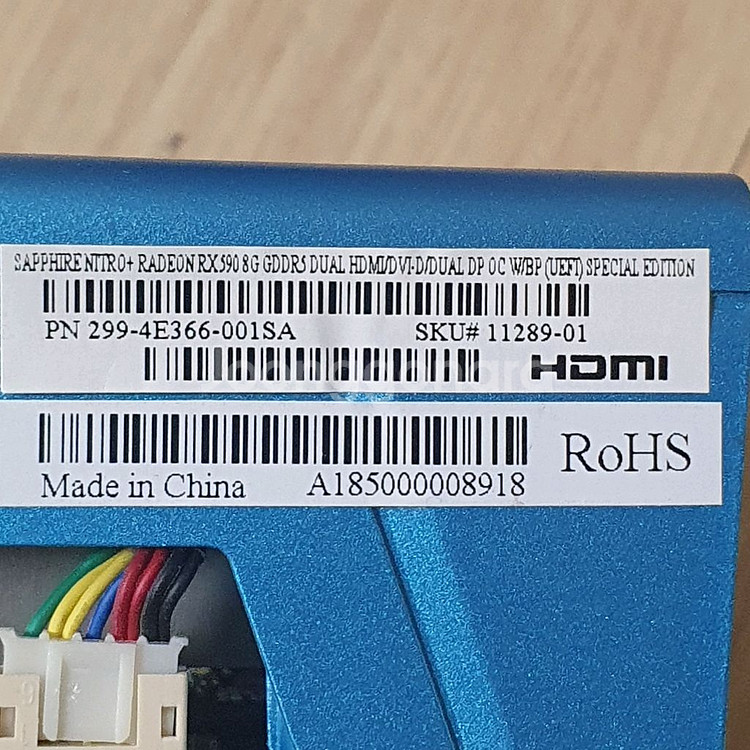 SAPPHIRE NITRO+ RADEON RX 590 8G GDDR5 DUAL HDMI/DVI-D/DUAL DP OC W/BP (UEFI) SPECIAL EDITION
PN 299-4E366-001SA SKU# 11289-01
HDMI
RoHS
Made in China A185000008918